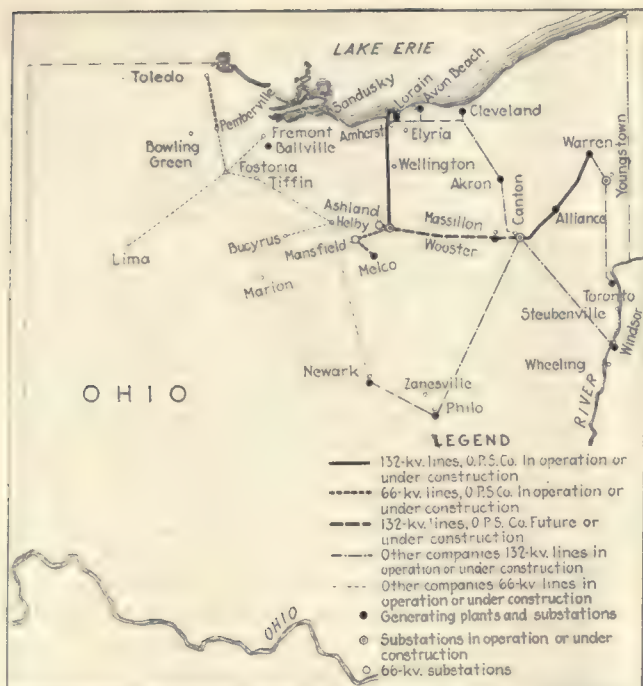 LAKE ERIE
Toledo
Pemberville
Sandusky
Lorain
Avon Beach
Cleveland
Amherst
Elyria
Fremont
Ballville
Bowling
Green
Warren
Youngstown
Fostoria
Tiffin
Wellington
Akron
Canton
Ashland
Helby
Massillon
Alliance
Bucyrus
Mansfield
Wooster
Lima
Melco
Marion
Toronto
Steubenville
Windsor
Newark
Zanesville
Wheeling
OHIO
Philo
RIVER
LEGEND
132-kv. lines, O.P.S. Co. In operation or
under construction
66-kv. lines, O.P.S Co. In operation or
under construction
132-kv. lines, O.P.S. Co. Future or
under construction
Other companies 132-kv. lines in
operation or under construction
Other companies 66-kv lines in
operation or under construction
Generating plants and substations
Substations in operation or under
construction
66-kv. substations
OHIO